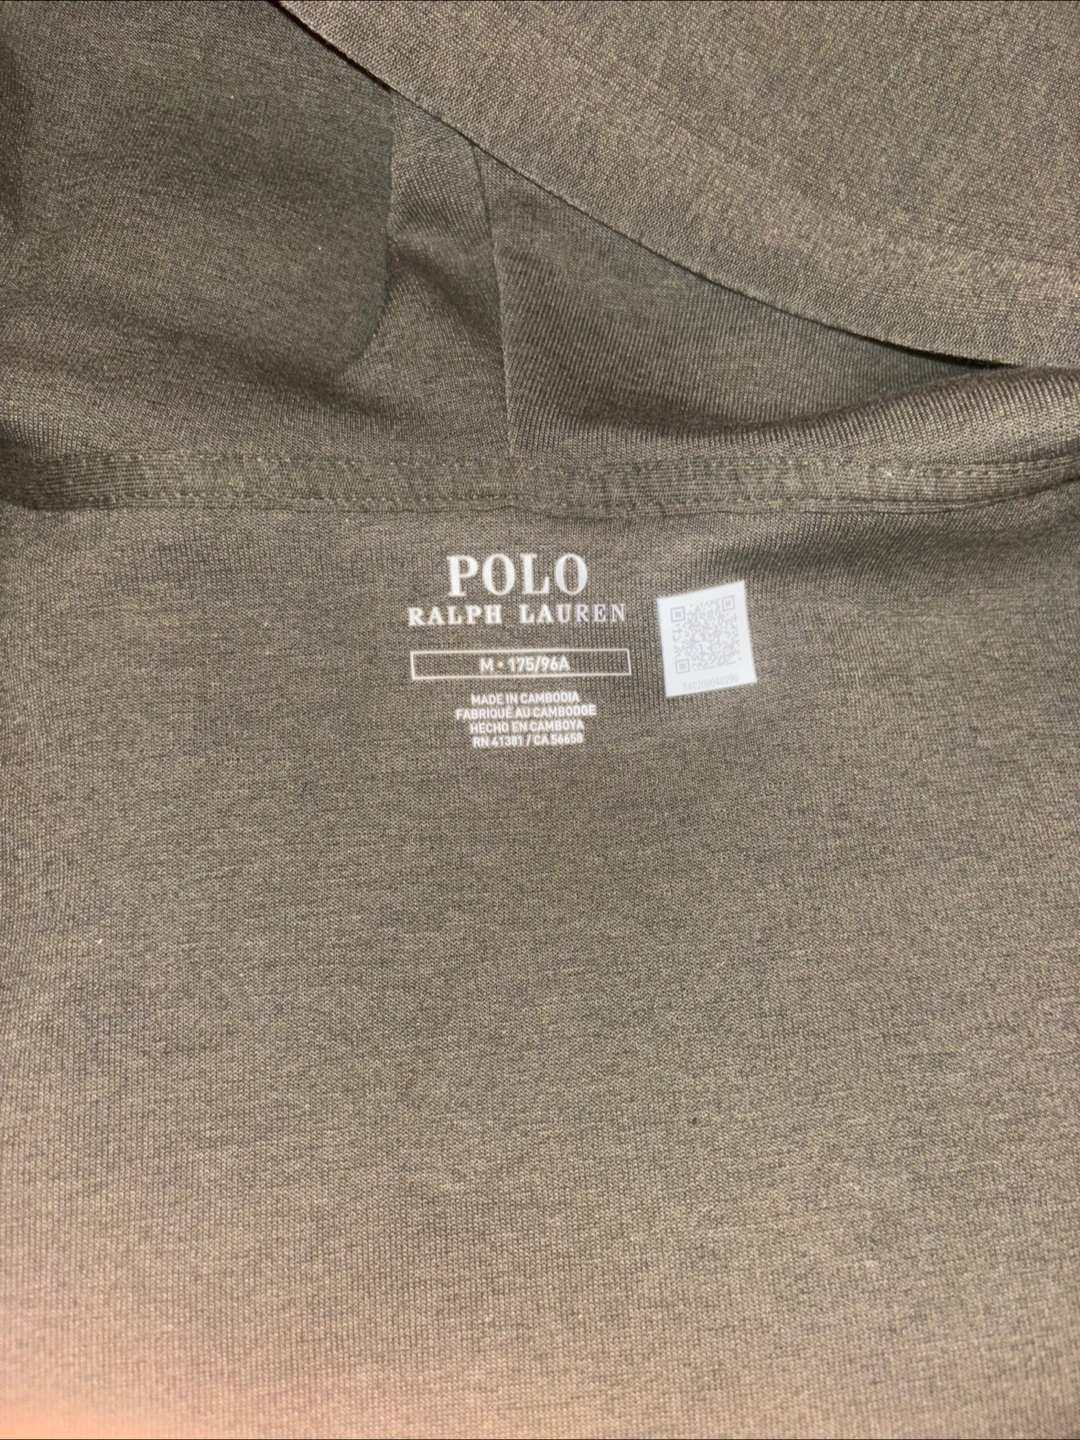 POLO
RALPH LAUREN
M • 175/96A
MADE IN CAMBODIA
FABRIQUÉ AU CAMBODGE
HECHO EN CAMBOYA
RN 41381 / CA 56658